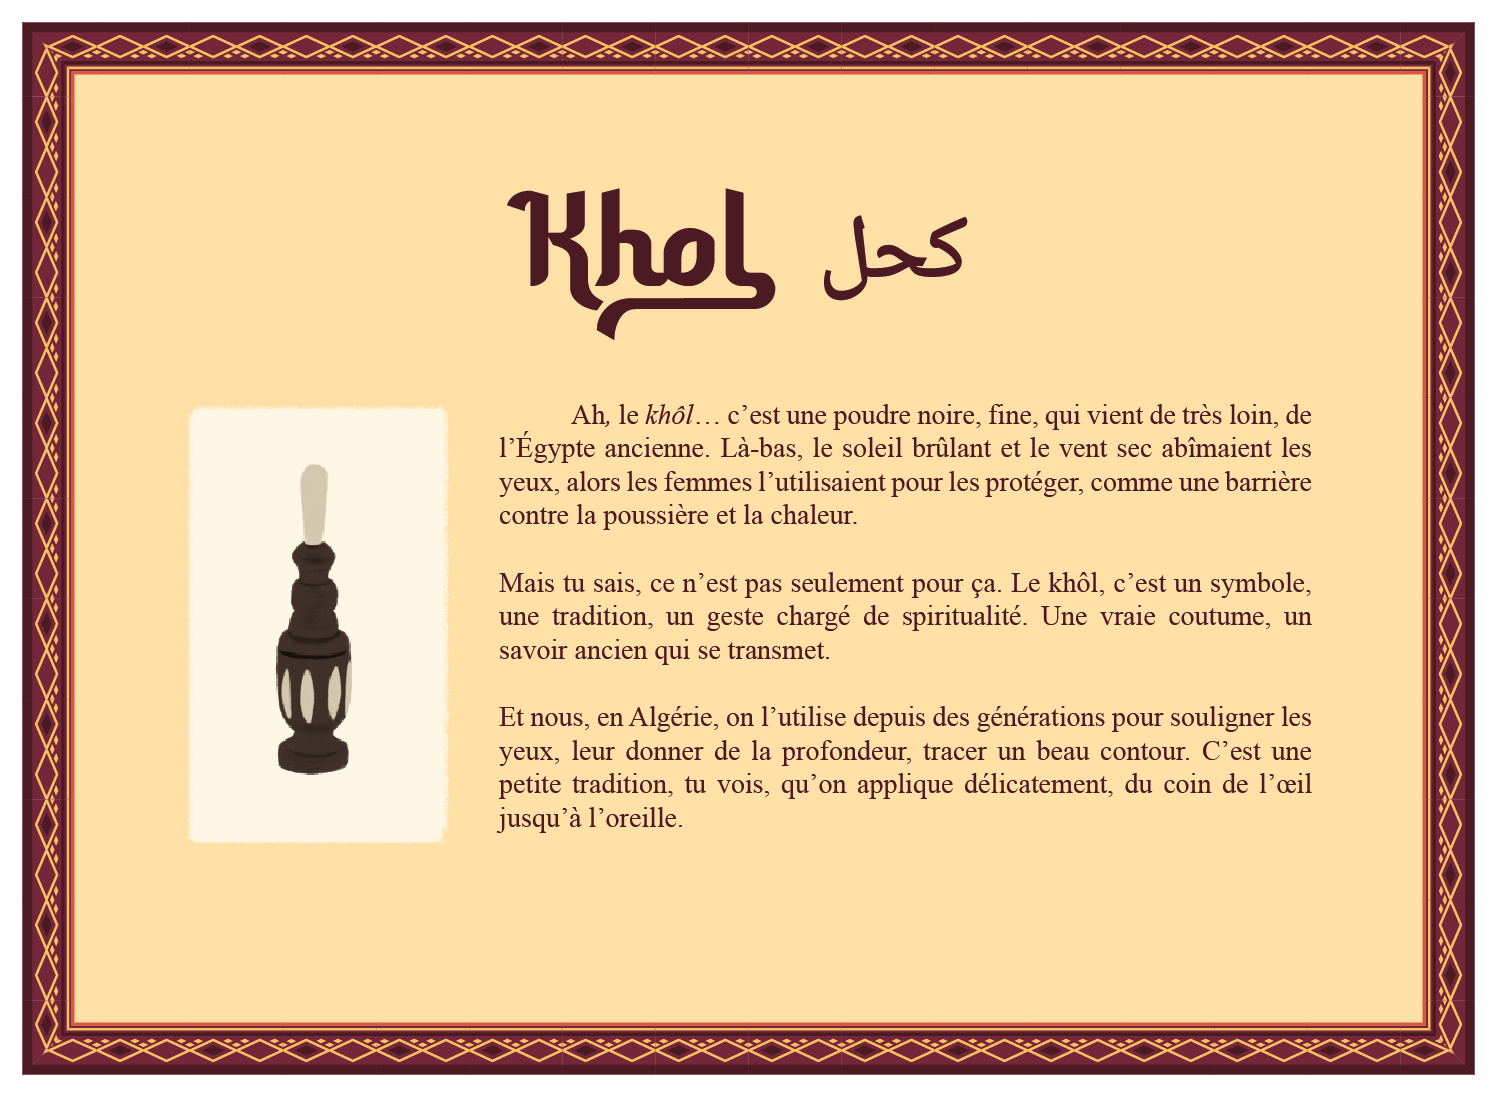 Khol كحل
Ah, le khôl… c’est une poudre noire, fine, qui vient de très loin, de
l’Égypte ancienne. Là-bas, le soleil brûlant et le vent sec abîmaient les
yeux, alors les femmes l’utilisaient pour les protéger, comme une barrière
contre la poussière et la chaleur.
Mais tu sais, ce n’est pas seulement pour ça. Le khôl, c’est un symbole,
une tradition, un geste chargé de spiritualité. Une vraie coutume, un
savoir ancien qui se transmet.
Et nous, en Algérie, on l’utilise depuis des générations pour souligner les
yeux, leur donner de la profondeur, tracer un beau contour. C’est une
petite tradition, tu vois, qu’on applique délicatement, du coin de l’œil
jusqu’à l’oreille.